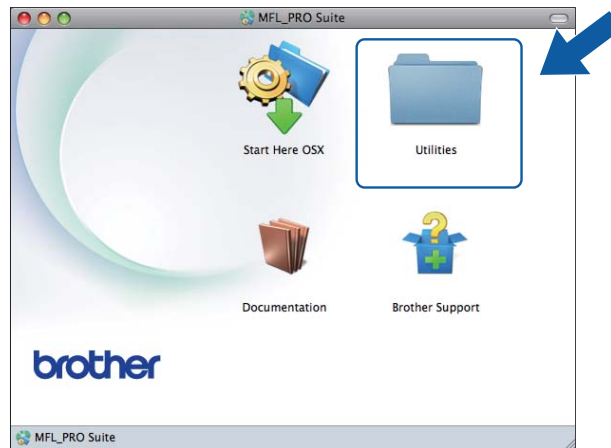 MFL_PRO Suite
Start Here OSX
Utilities
?
Documentation
Brother Support
brother
MFL_PRO Suite